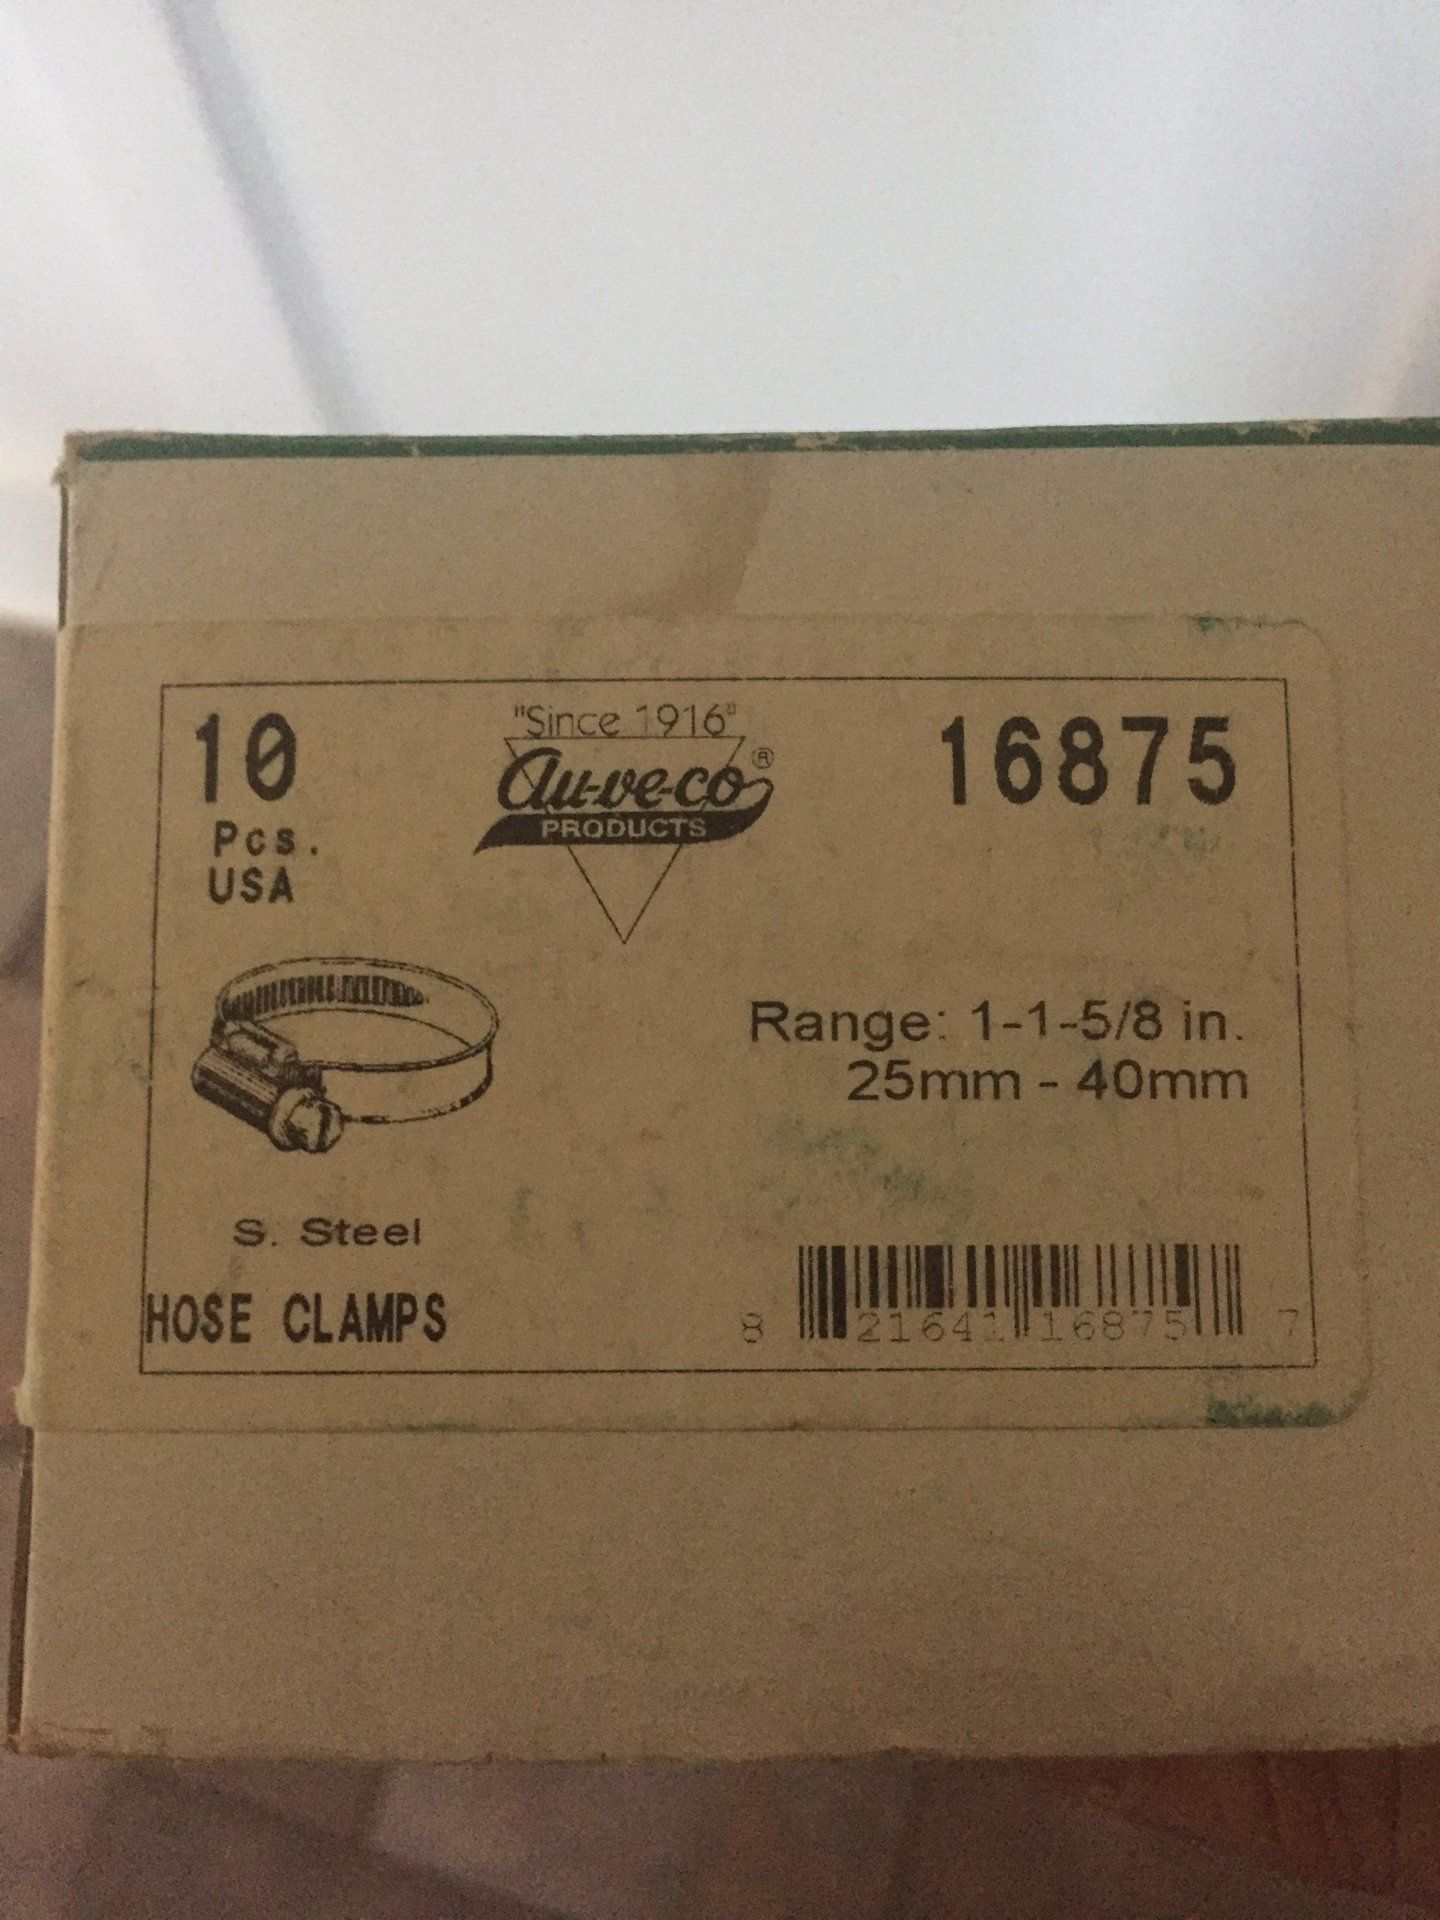 10
Pcs.
USA
"Since 1916"
Au-ve-co®
PRODUCTS
16875
Range: 1-1-5/8 in.
25mm - 40mm
S. Steel
HOSE CLAMPS
8 21641 16875 7